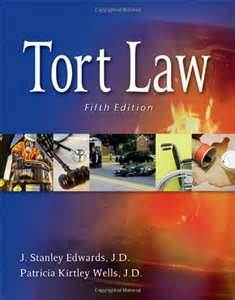 Tort Law
Fifth Edition
J. Stanley Edwards, J.D.
Patricia Kirtley Wells, J.D.